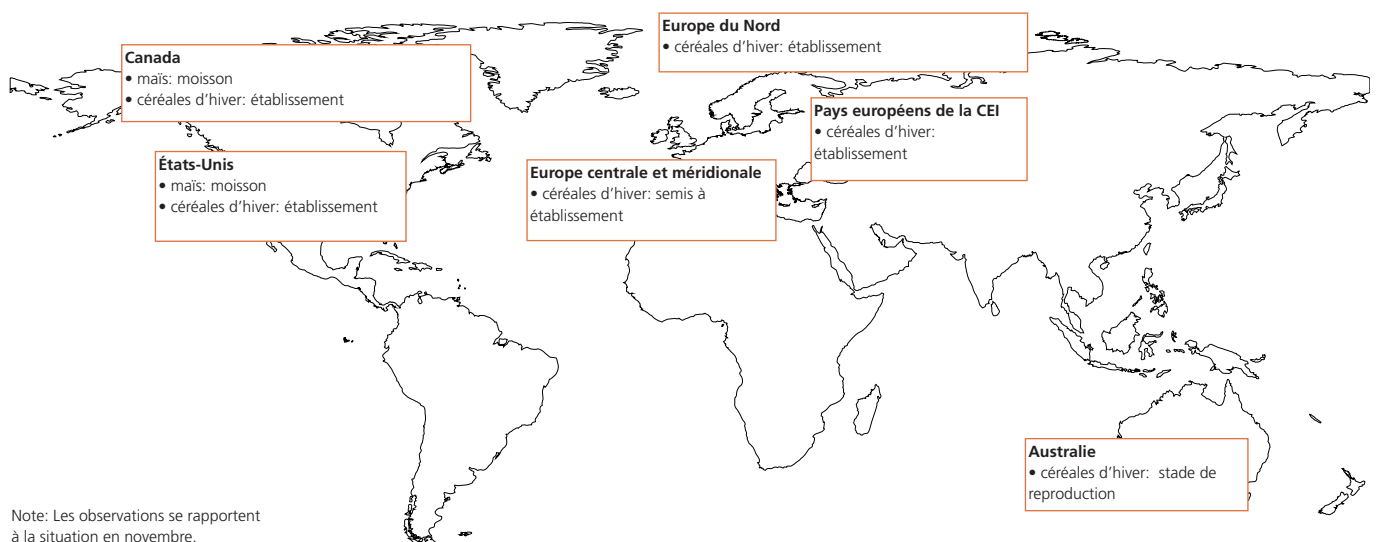 Europe du Nord
• céréales d'hiver: établissement
Canada
• maïs: moisson
• céréales d'hiver: établissement
Pays européens de la CEI
• céréales d'hiver:
établissement
États-Unis
• maïs: moisson
• céréales d'hiver: établissement
Europe centrale et méridionale
• céréales d'hiver: semis à
établissement
Australie
• céréales d'hiver:  stade de
reproduction
Note: Les observations se rapportent
à la situation en novembre.